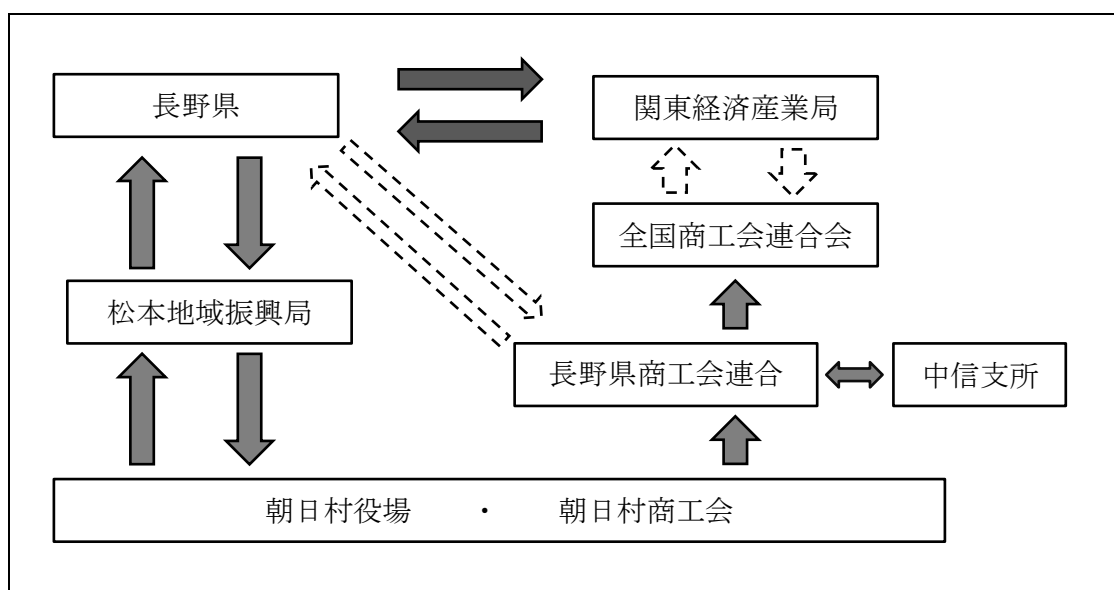 長野県
関東経済産業局
全国商工会連合会
松本地域振興局
長野県商工会連合
中信支所
朝日村役場 ・ 朝日村商工会